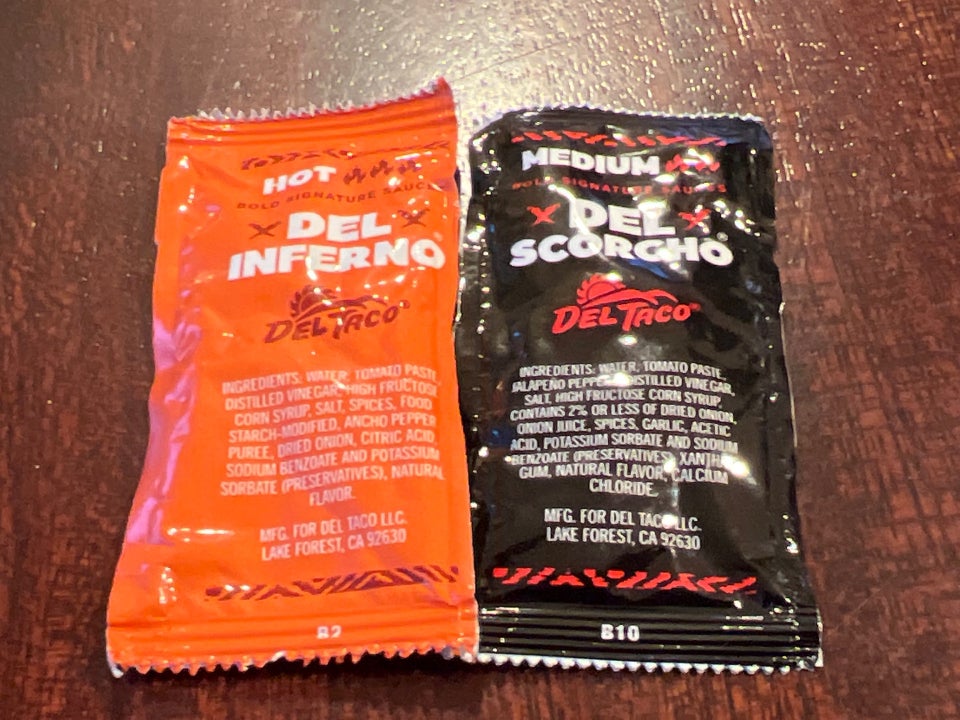 HOT
BOLD SIGNATURE SAUCES
DEL
INFERNO®
DEL TACO™
INGREDIENTS: WATER, TOMATO PASTE,
DISTILLED VINEGAR, HIGH FRUCTOSE
CORN SYRUP, SALT, SPICES, FOOD
STARCH-MODIFIED, ANCHO PEPPER
PUREE, DRIED ONION, CITRIC ACID,
SODIUM BENZOATE AND POTASSIUM
SORBATE (PRESERVATIVES), NATURAL
FLAVOR.
MFG. FOR DEL TACO LLC.
LAKE FOREST, CA 92630
B2
MEDIUM
BOLD SIGNATURE SAUCES
DEL
SCORCHO®
DEL TACO™
INGREDIENTS: WATER, TOMATO PASTE,
JALAPEÑO PEPPER, DISTILLED VINEGAR,
SALT, HIGH FRUCTOSE CORN SYRUP,
CONTAINS 2% OR LESS OF DRIED ONION,
ONION JUICE, SPICES, GARLIC, ACETIC
ACID, POTASSIUM SORBATE AND SODIUM
BENZOATE (PRESERVATIVES), XANTHAN
GUM, NATURAL FLAVOR, CALCIUM
CHLORIDE.
MFG. FOR DEL TACO LLC.
LAKE FOREST, CA 92630
B10